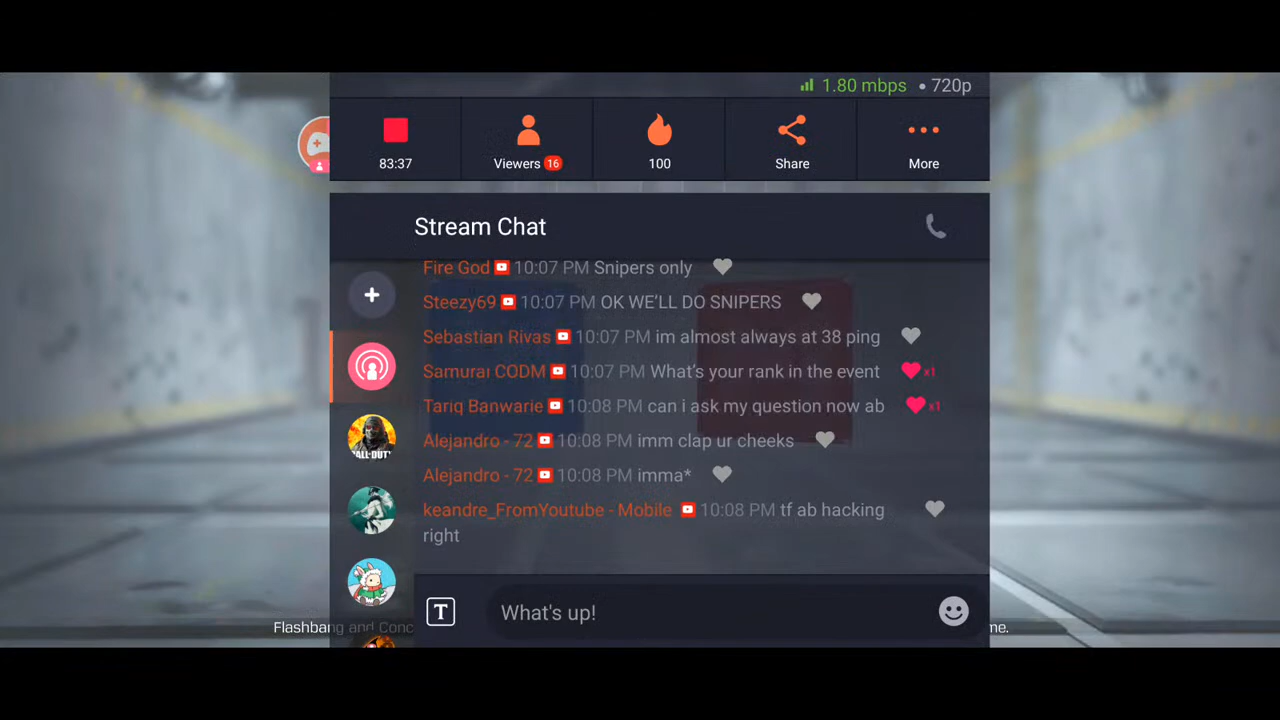 1.80 mbps • 720p
83:37
Viewers 16
100
Share
More
Stream Chat
Fire God 10:07 PM Snipers only
Steezy69 10:07 PM OK WE'LL DO SNIPERS
Sebastian Rivas 10:07 PM im almost always at 38 ping
Samurai CODM 10:07 PM What's your rank in the event x1
Tariq Banwarie 10:08 PM can i ask my question now ab x1
Alejandro - 72 10:08 PM imm clap ur cheeks
Alejandro - 72 10:08 PM imma*
keandre_FromYoutube - Mobile 10:08 PM tf ab hacking
right
T What's up!
Flashbang and Conc
me.